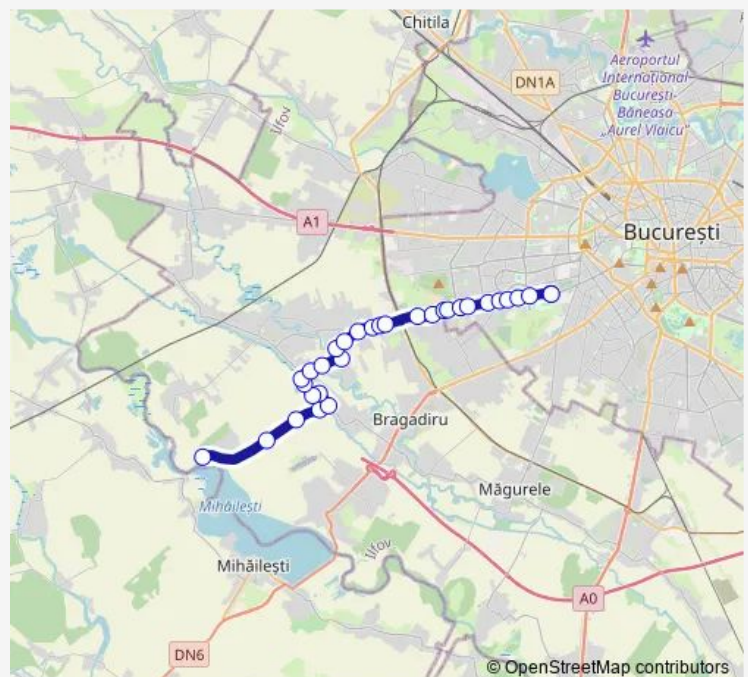 Chitila
DN1A
Aeroportul
Internațional
București-
Băneasa
„Aurel Vlaicu"
Ilfov
A1
București
Bragadiru
Măgurele
Mihăilești
Ilfov
Mihăilești
A0
DN6
© OpenStreetMap contributors